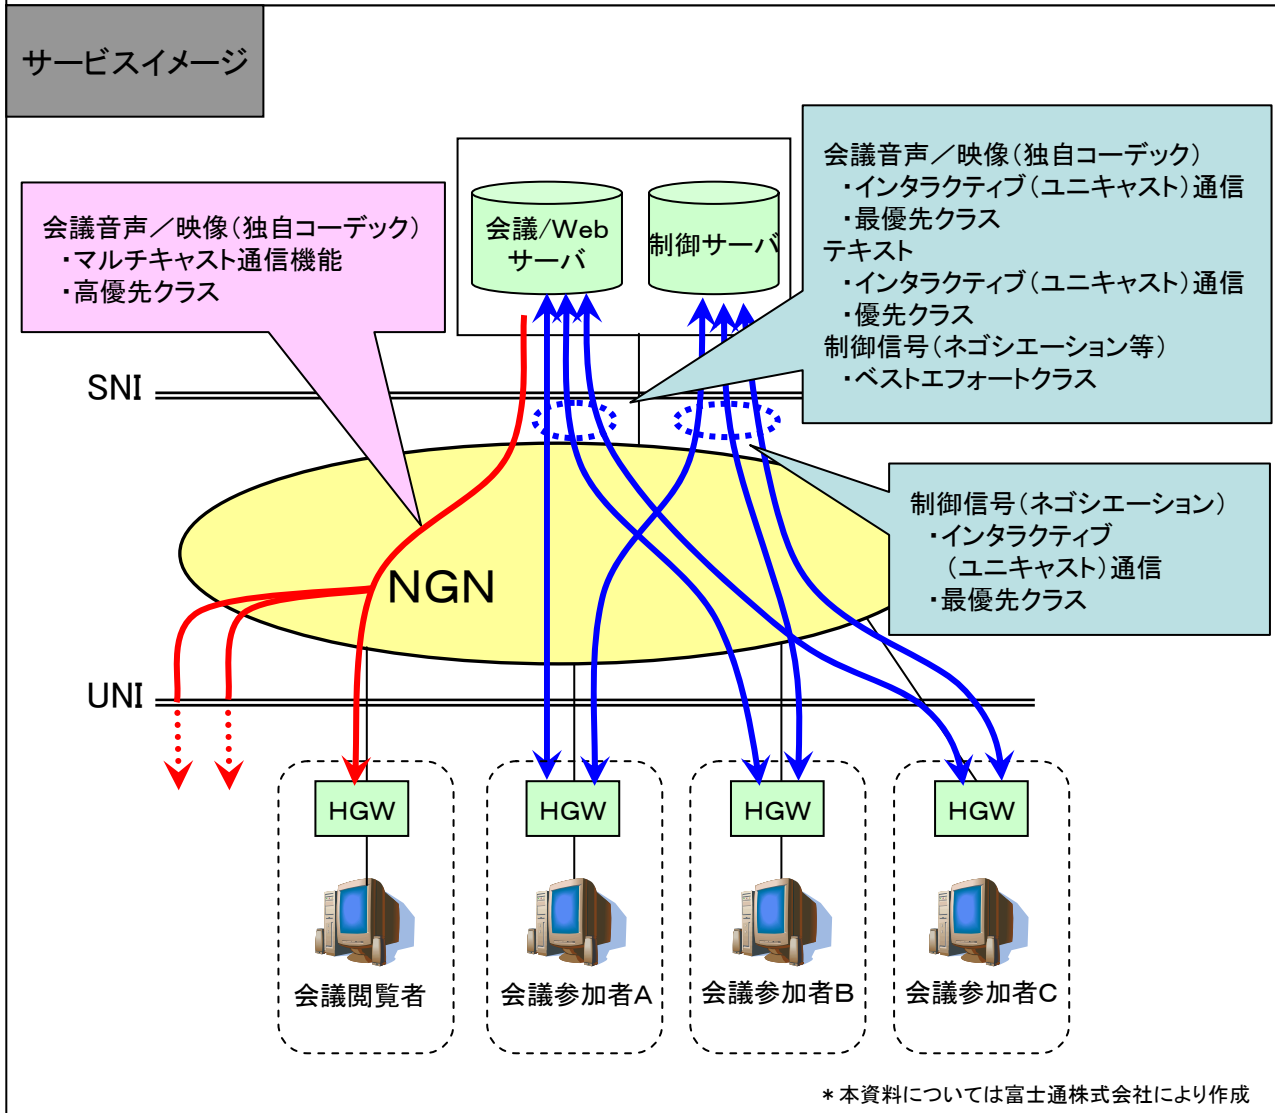 サービスイメージ
会議音声／映像（独自コーデック）
・マルチキャスト通信機能
・高優先クラス
会議/Web
サーバ
制御サーバ
会議音声／映像（独自コーデック）
・インタラクティブ（ユニキャスト）通信
・最優先クラス
テキスト
・インタラクティブ（ユニキャスト）通信
・優先クラス
制御信号（ネゴシエーション等）
・ベストエフォートクラス
SNI
制御信号（ネゴシエーション）
・インタラクティブ
（ユニキャスト）通信
・最優先クラス
NGN
UNI
HGW
HGW
HGW
HGW
会議閲覧者
会議参加者A
会議参加者B
会議参加者C
＊本資料については富士通株式会社により作成